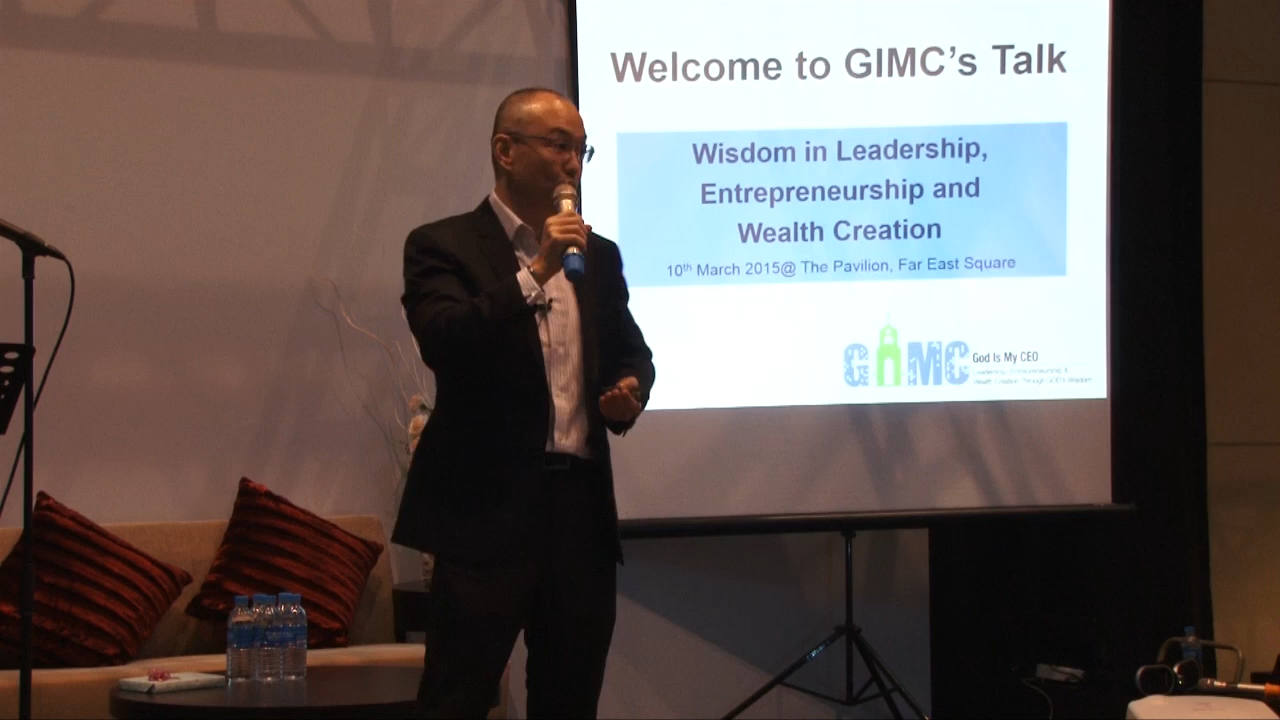 Welcome to GIMC's Talk
Wisdom in Leadership,
Entrepreneurship and
Wealth Creation
10th March 2015@ The Pavilion, Far East Square
GIMC
God Is My CEO